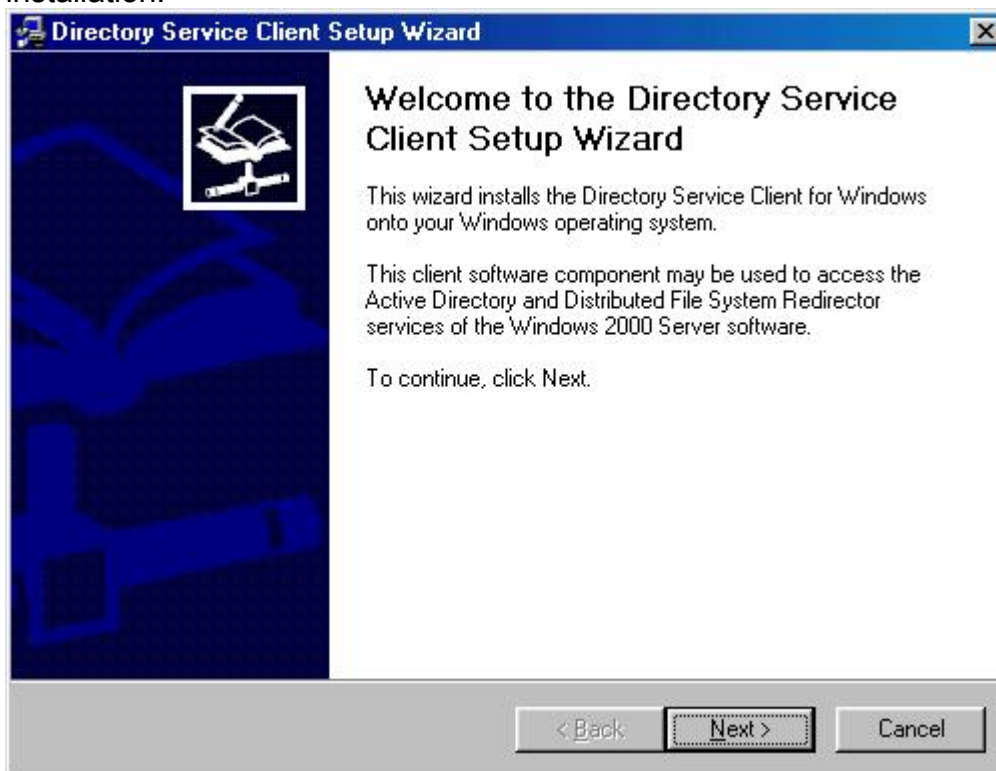 installation.
Directory Service Client Setup Wizard
Welcome to the Directory Service
Client Setup Wizard
This wizard installs the Directory Service Client for Windows
onto your Windows operating system.
This client software component may be used to access the
Active Directory and Distributed File System Redirector
services of the Windows 2000 Server software.
To continue, click Next.
< Back Next > Cancel